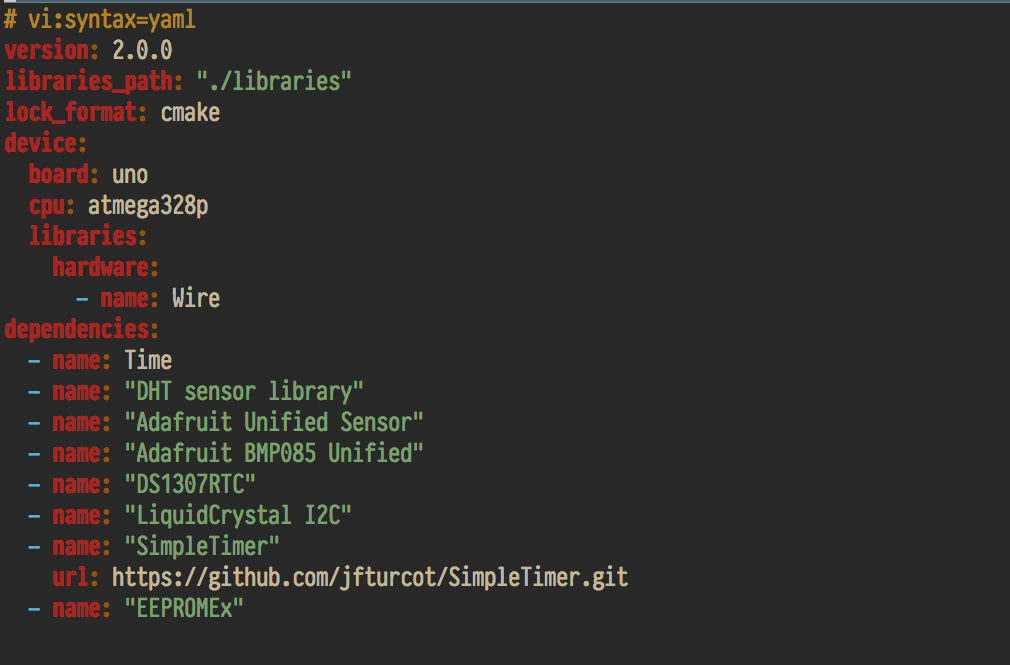 # vi:syntax=yaml
version: 2.0.0
libraries_path: "./libraries"
lock_format: cmake
device:
  board: uno
  cpu: atmega328p
  libraries:
    hardware:
      - name: Wire
dependencies:
  - name: Time
  - name: "DHT sensor library"
  - name: "Adafruit Unified Sensor"
  - name: "Adafruit BMP085 Unified"
  - name: "DS1307RTC"
  - name: "LiquidCrystal I2C"
  - name: "SimpleTimer"
    url: https://github.com/jfturcot/SimpleTimer.git
  - name: "EEPROMEx"